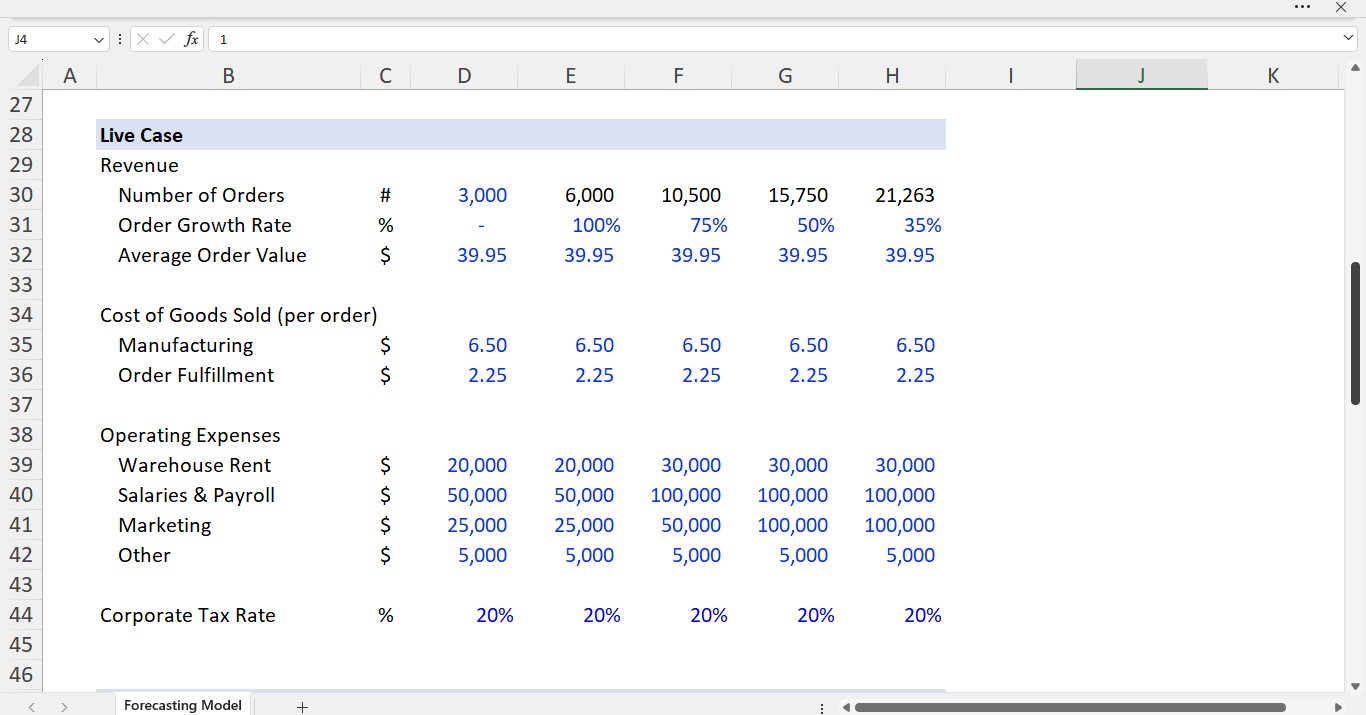 J4 fx 1
A B C D E F G H I J K
27
28 Live Case
29 Revenue
30 Number of Orders # 3,000 6,000 10,500 15,750 21,263
31 Order Growth Rate % - 100% 75% 50% 35%
32 Average Order Value $ 39.95 39.95 39.95 39.95 39.95
33
34 Cost of Goods Sold (per order)
35 Manufacturing $ 6.50 6.50 6.50 6.50 6.50
36 Order Fulfillment $ 2.25 2.25 2.25 2.25 2.25
37
38 Operating Expenses
39 Warehouse Rent $ 20,000 20,000 30,000 30,000 30,000
40 Salaries & Payroll $ 50,000 50,000 100,000 100,000 100,000
41 Marketing $ 25,000 25,000 50,000 100,000 100,000
42 Other $ 5,000 5,000 5,000 5,000 5,000
43
44 Corporate Tax Rate % 20% 20% 20% 20% 20%
45
46
Forecasting Model